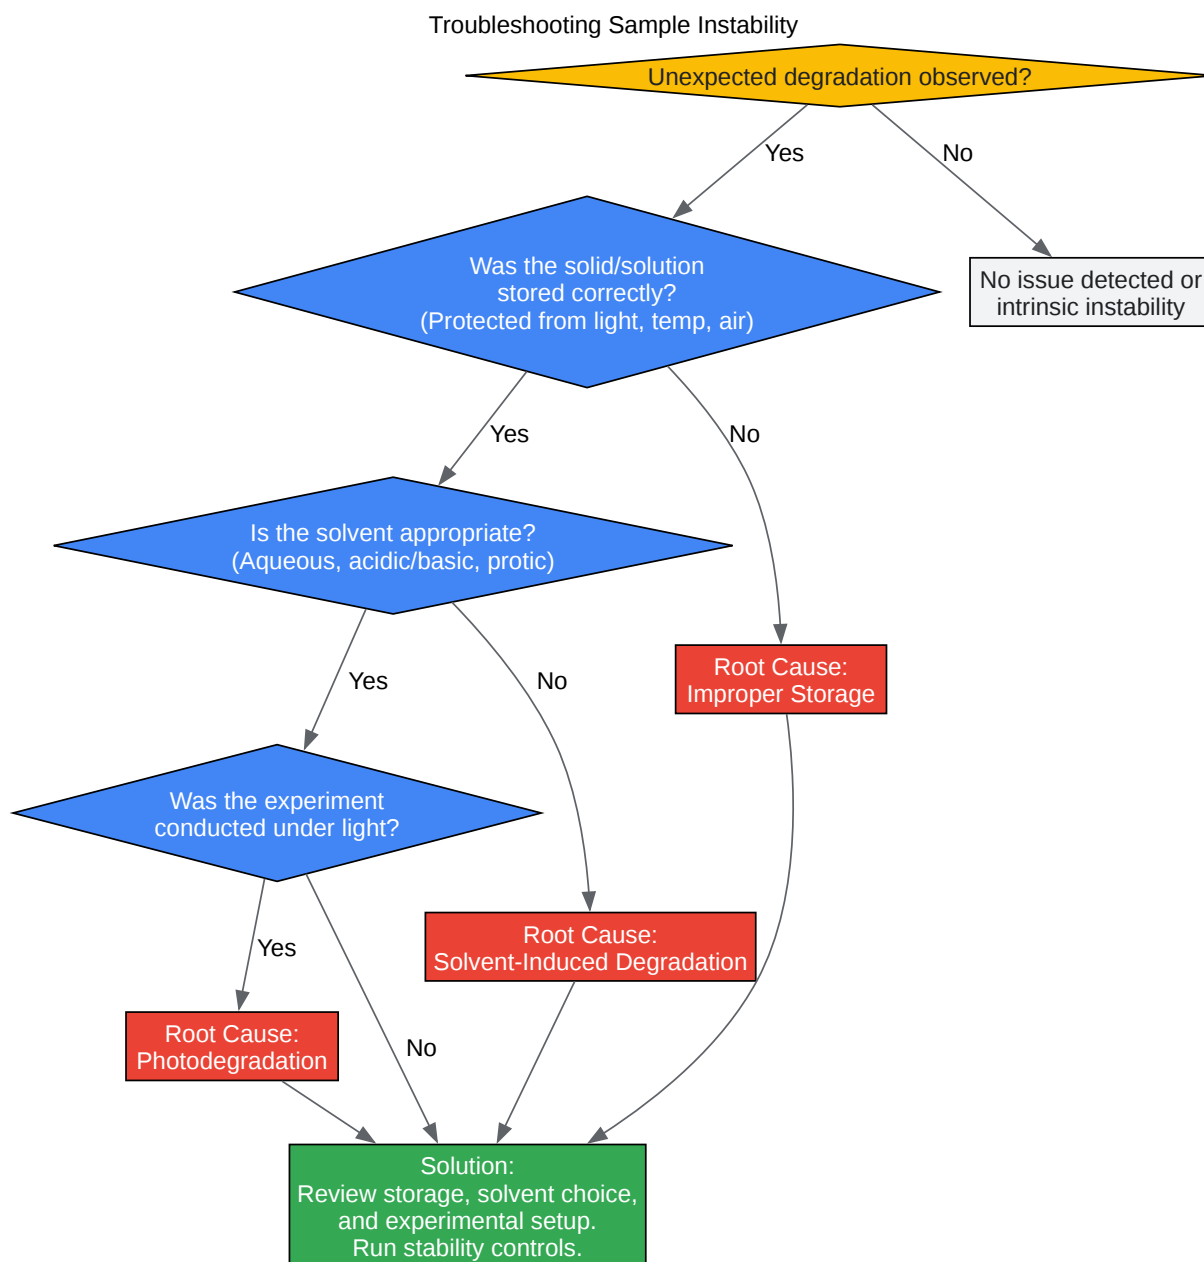 Troubleshooting Sample Instability
Unexpected degradation observed?
Yes
No
Was the solid/solution
stored correctly?
(Protected from light, temp, air)
No issue detected or
intrinsic instability
Yes
No
Is the solvent appropriate?
(Aqueous, acidic/basic, protic)
Yes
No
Root Cause:
Improper Storage
Was the experiment
conducted under light?
Yes
No
Root Cause:
Solvent-Induced Degradation
Root Cause:
Photodegradation
Solution:
Review storage, solvent choice,
and experimental setup.
Run stability controls.